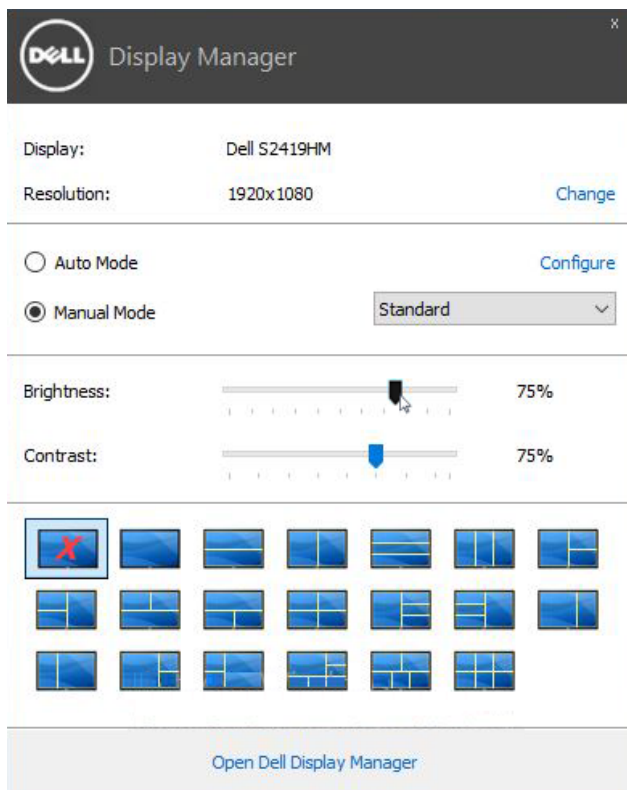 x
DELL Display Manager
Display: Dell S2419HM
Resolution: 1920x1080 Change
Auto Mode Configure
Manual Mode Standard
Brightness: 75%
Contrast: 75%
X
Open Dell Display Manager